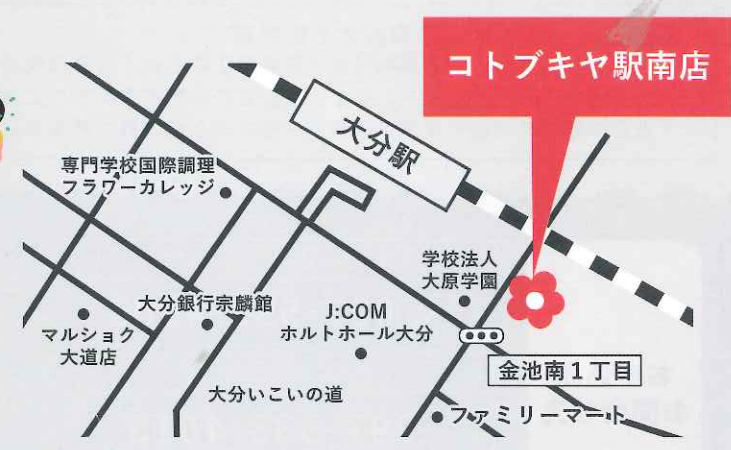 コトブキヤ駅南店
大分駅
専門学校国際調理
フラワーカレッジ
学校法人
大原学園
大分銀行宗麟館
J:COM
ホルトホール大分
マルショク
大道店
金池南1丁目
大分いこいの道
ファミリーマート